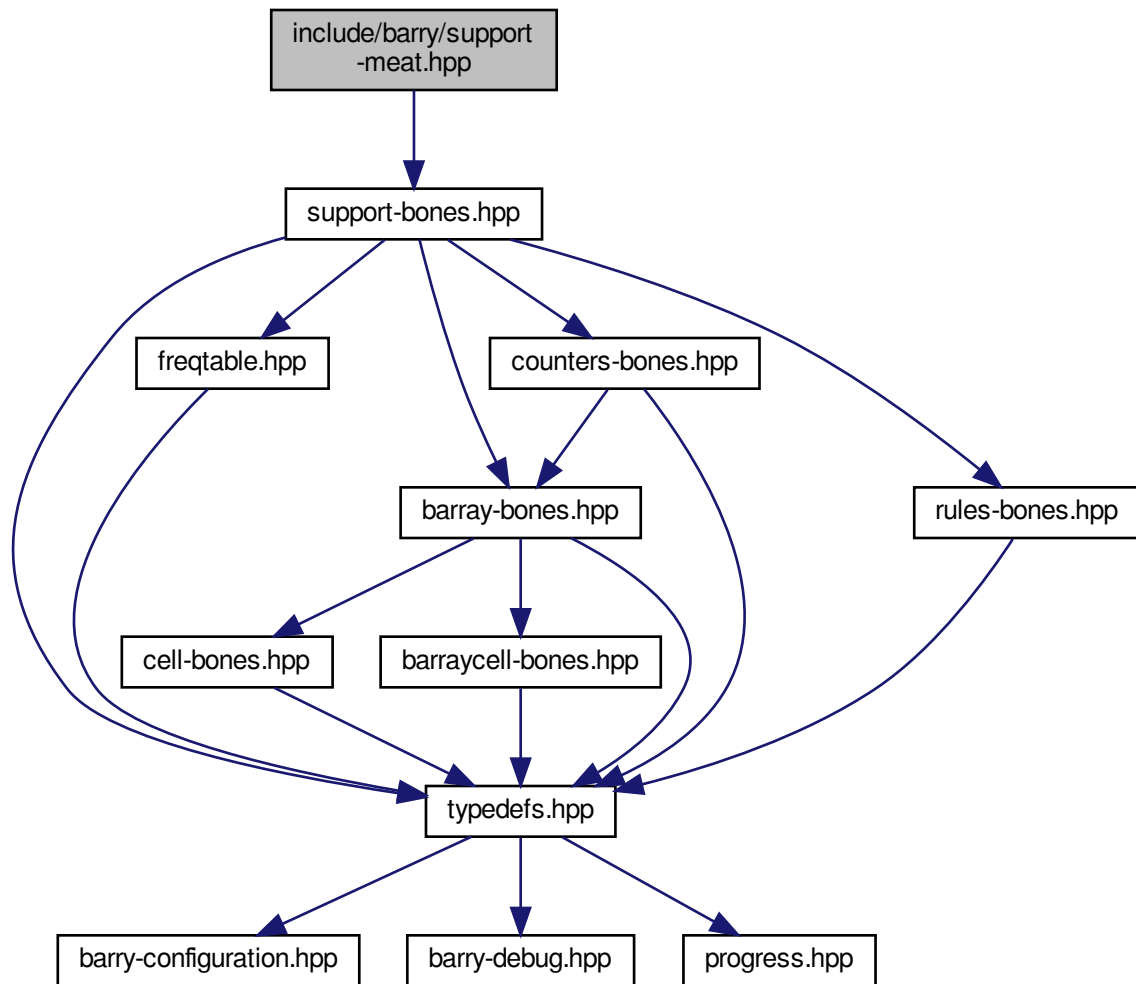 include/barry/support
-meat.hpp
support-bones.hpp
freqtable.hpp
counters-bones.hpp
barray-bones.hpp
rules-bones.hpp
cell-bones.hpp
barraycell-bones.hpp
typedefs.hpp
barry-configuration.hpp
barry-debug.hpp
progress.hpp